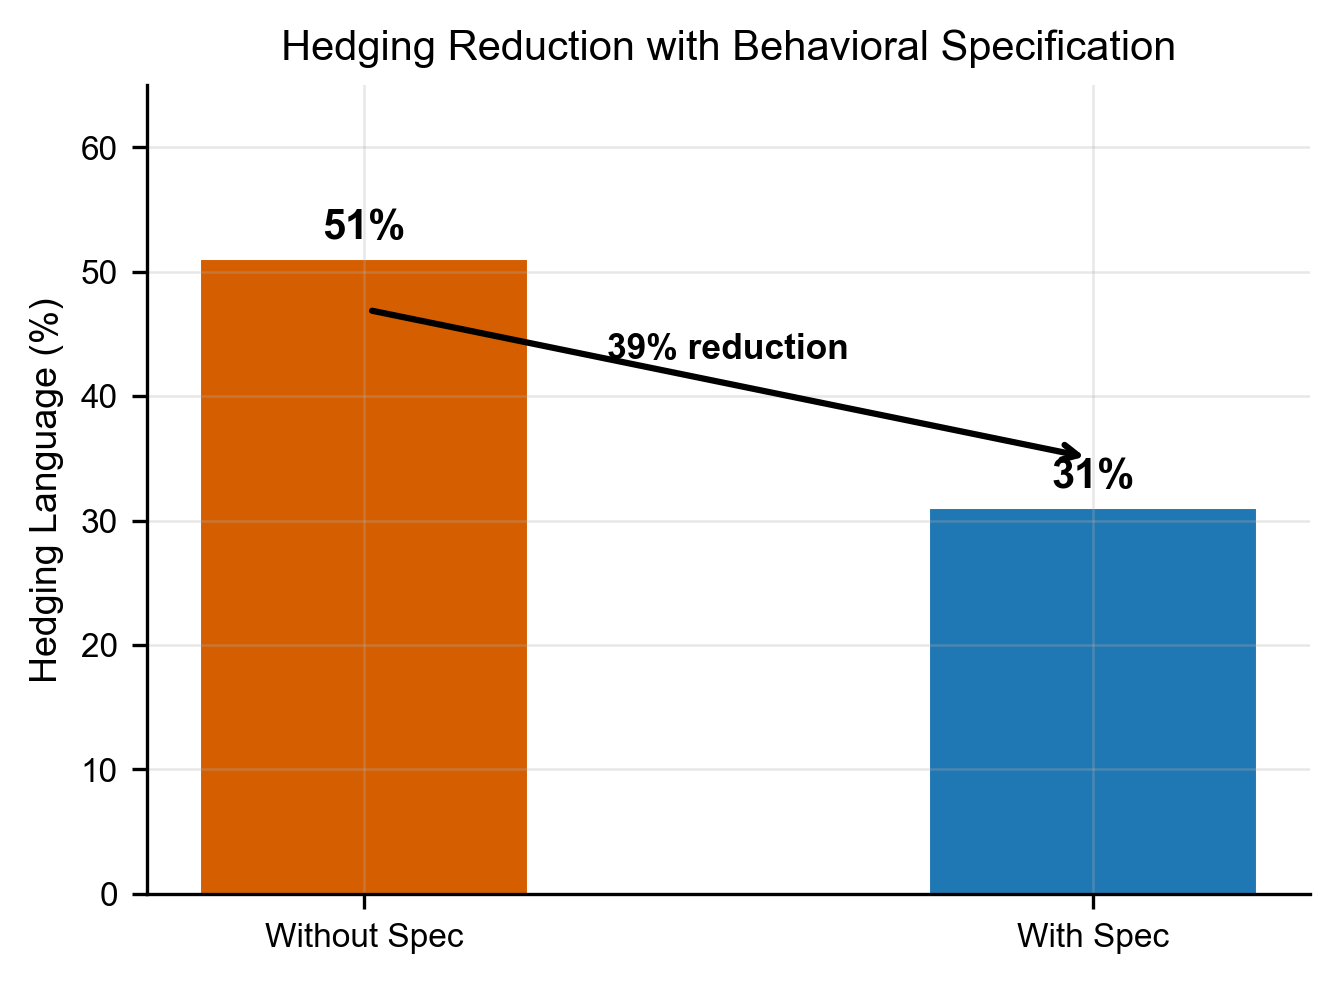 Hedging Reduction with Behavioral Specification
Hedging Language (%)
60
50
40
30
20
10
0
51%
39% reduction
31%
Without Spec
With Spec